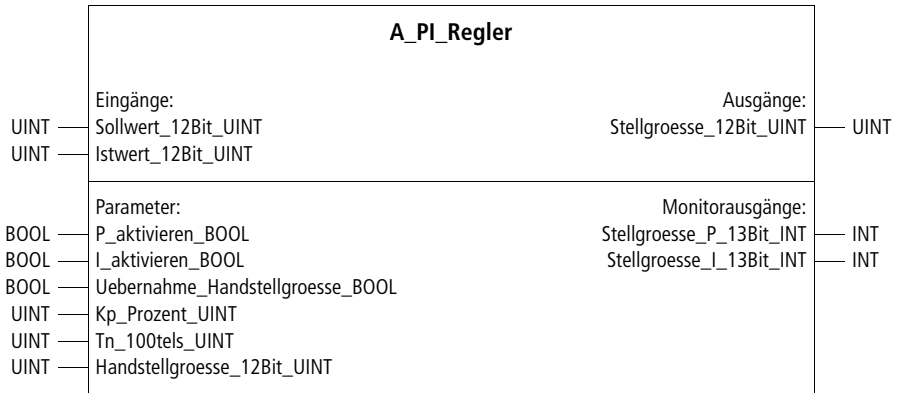 A_PI_Regler
Eingänge: Ausgänge:
UINT Sollwert_12Bit_UINT Stellgroesse_12Bit_UINT UINT
UINT Istwert_12Bit_UINT
Parameter: Monitorausgänge:
BOOL P_aktivieren_BOOL Stellgroesse_P_13Bit_INT INT
BOOL I_aktivieren_BOOL Stellgroesse_I_13Bit_INT INT
BOOL Uebernahme_Handstellgroesse_BOOL
UINT Kp_Prozent_UINT
UINT Tn_100tels_UINT
UINT Handstellgroesse_12Bit_UINT